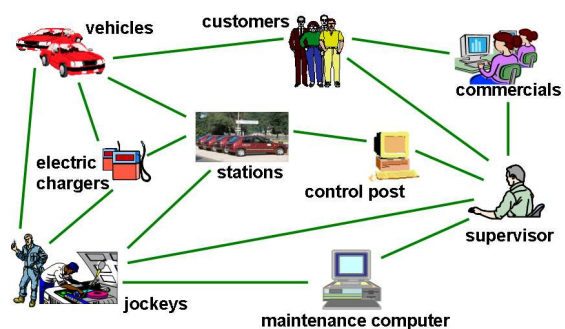 vehicles
customers
commercials
electric
chargers
stations
control post
supervisor
jockeys
maintenance computer